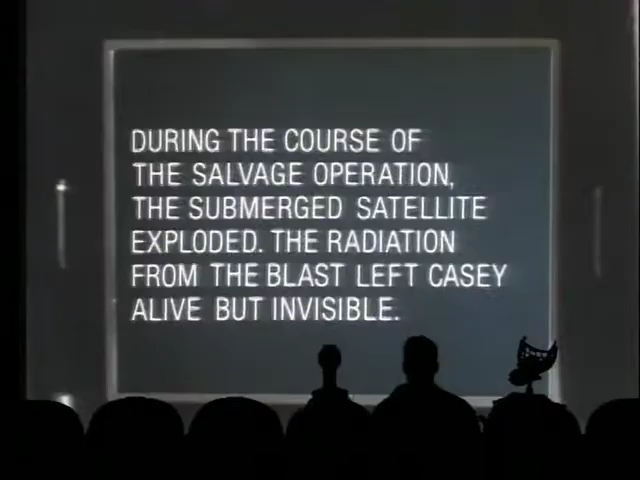 DURING THE COURSE OF
THE SALVAGE OPERATION,
THE SUBMERGED SATELLITE
EXPLODED. THE RADIATION
FROM THE BLAST LEFT CASEY
ALIVE BUT INVISIBLE.